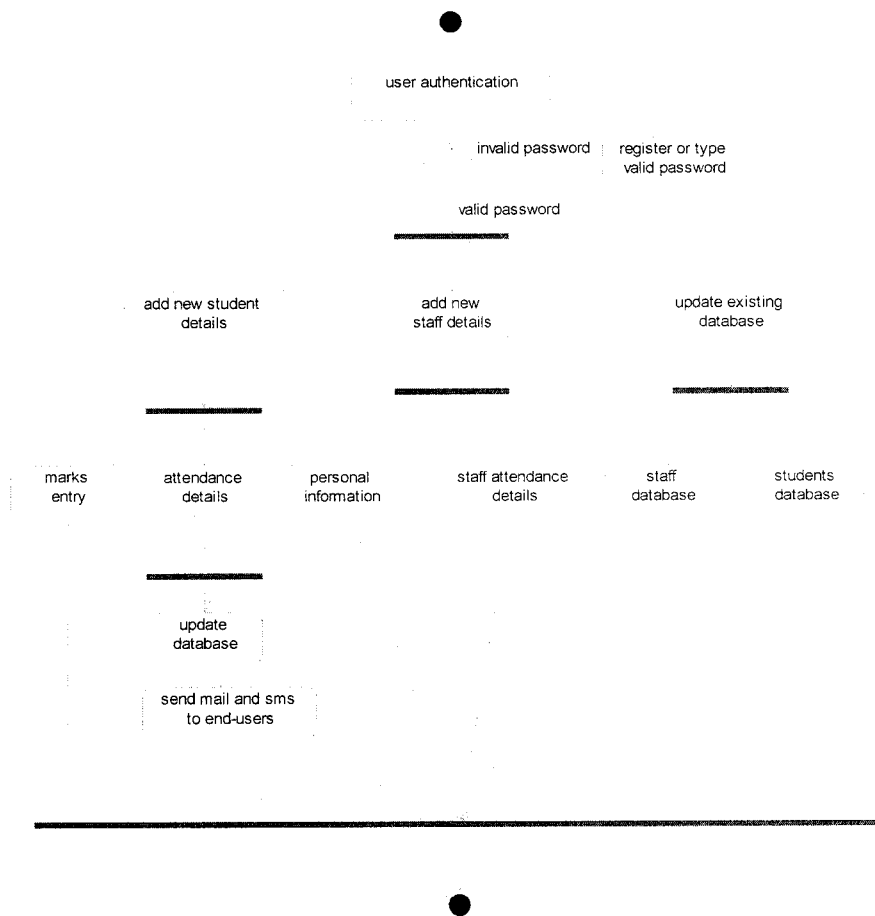 user authentication
invalid password
register or type
valid password
valid password
add new student
details
add new
staff details
update existing
database
marks
entry
attendance
details
personal
information
staff attendance
details
staff
database
students
database
update
database
send mail and sms
to end-users